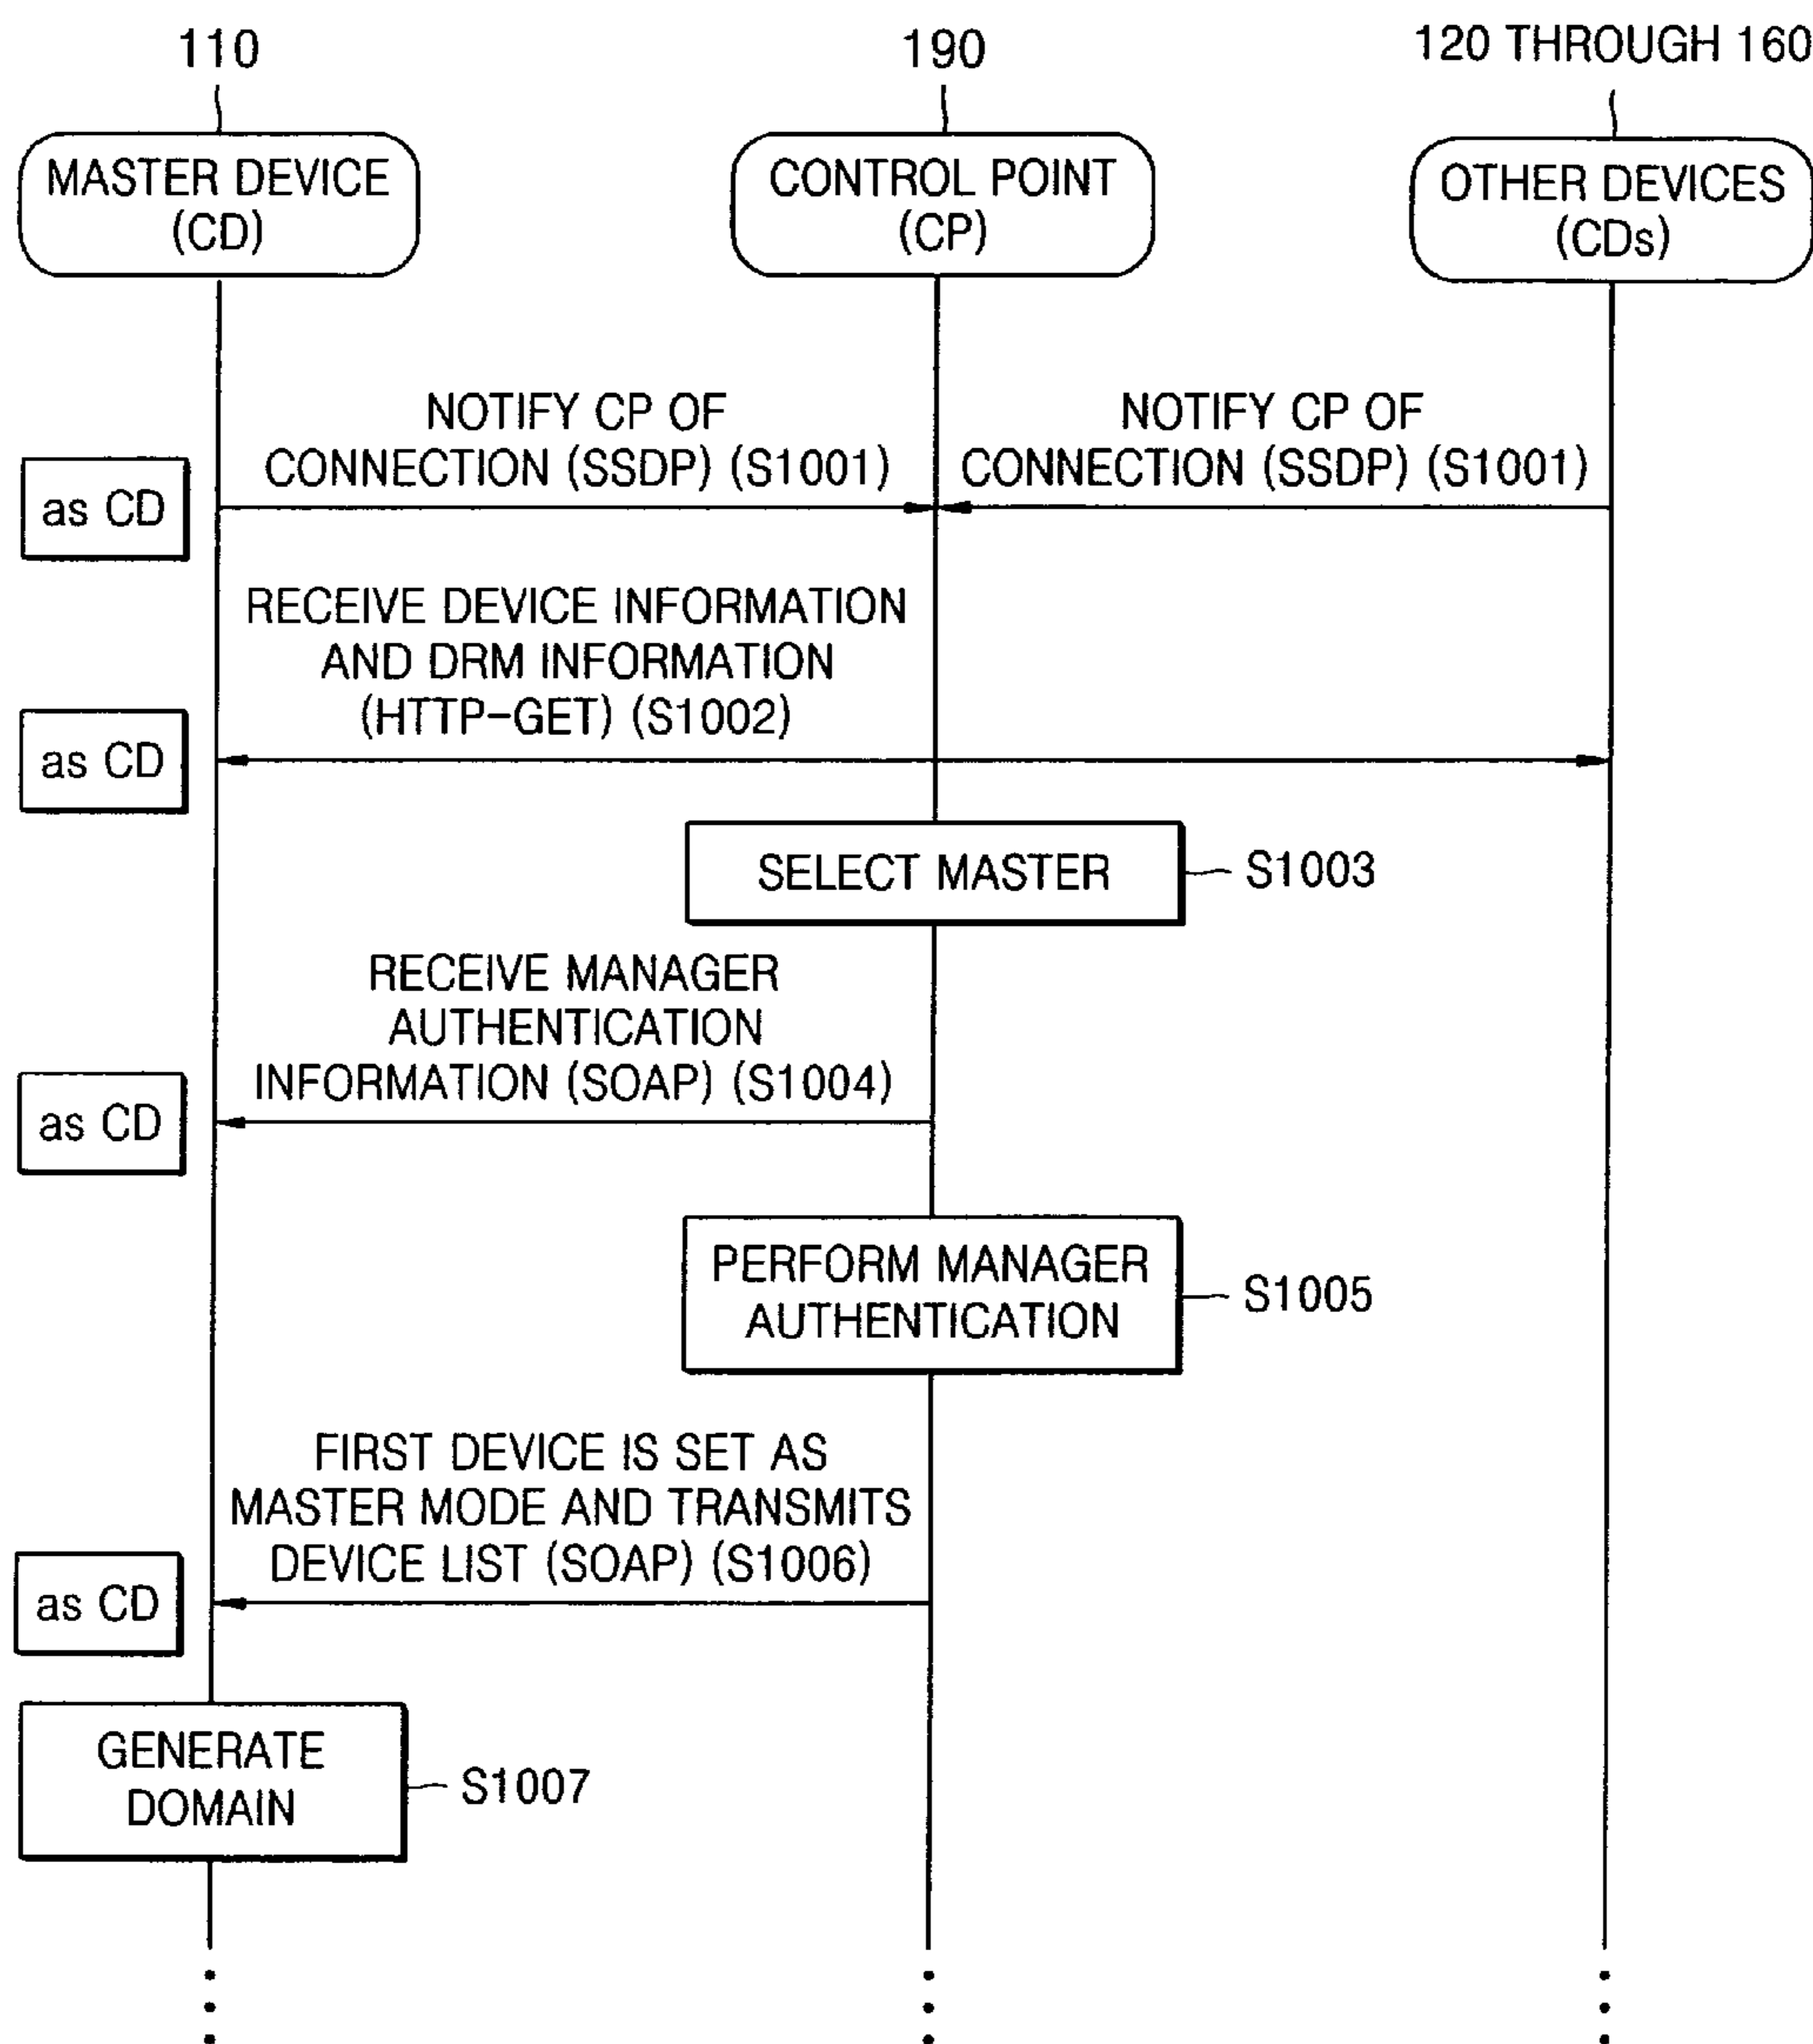 110
190
120 THROUGH 160
MASTER DEVICE
(CD)
CONTROL POINT
(CP)
OTHER DEVICES
(CDs)
NOTIFY CP OF
CONNECTION (SSDP) (S1001)
NOTIFY CP OF
CONNECTION (SSDP) (S1001)
as CD
RECEIVE DEVICE INFORMATION
AND DRM INFORMATION
(HTTP-GET) (S1002)
as CD
SELECT MASTER
S1003
RECEIVE MANAGER
AUTHENTICATION
INFORMATION (SOAP) (S1004)
as CD
PERFORM MANAGER
AUTHENTICATION
S1005
FIRST DEVICE IS SET AS
MASTER MODE AND TRANSMITS
DEVICE LIST (SOAP) (S1006)
as CD
GENERATE
DOMAIN
S1007